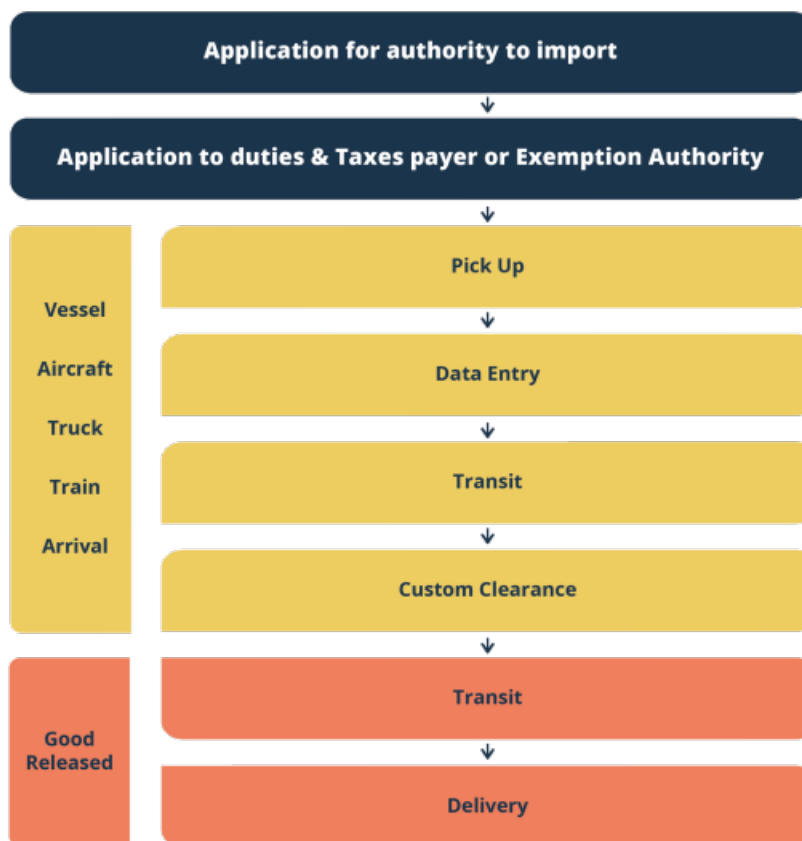 Application for authority to import
Application to duties & Taxes payer or Exemption Authority
Vessel
Aircraft
Truck
Train
Arrival
Pick Up
Data Entry
Transit
Custom Clearance
Good
Released
Transit
Delivery